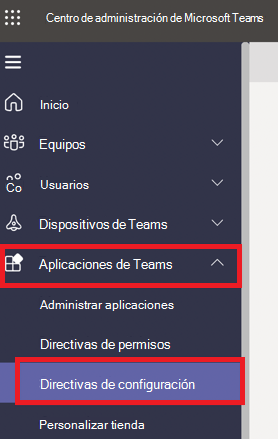 Centro de administración de Microsoft Teams
Inicio
Equipos
Co
Usuarios
Dispositivos de Teams
Aplicaciones de Teams
Administrar aplicaciones
Directivas de permisos
Directivas de configuración
Personalizar tienda